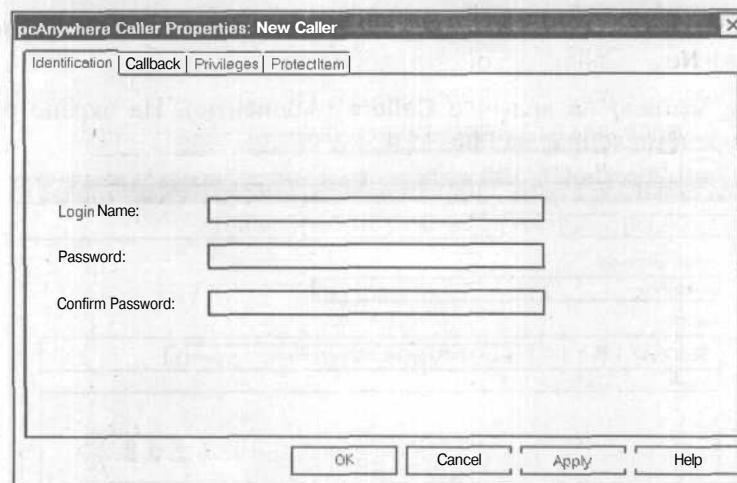 pcAnywhere Caller Properties: New Caller
Identification Callback Privileges ProtectItem
Login Name:
Password:
Confirm Password:
OK Cancel Apply Help